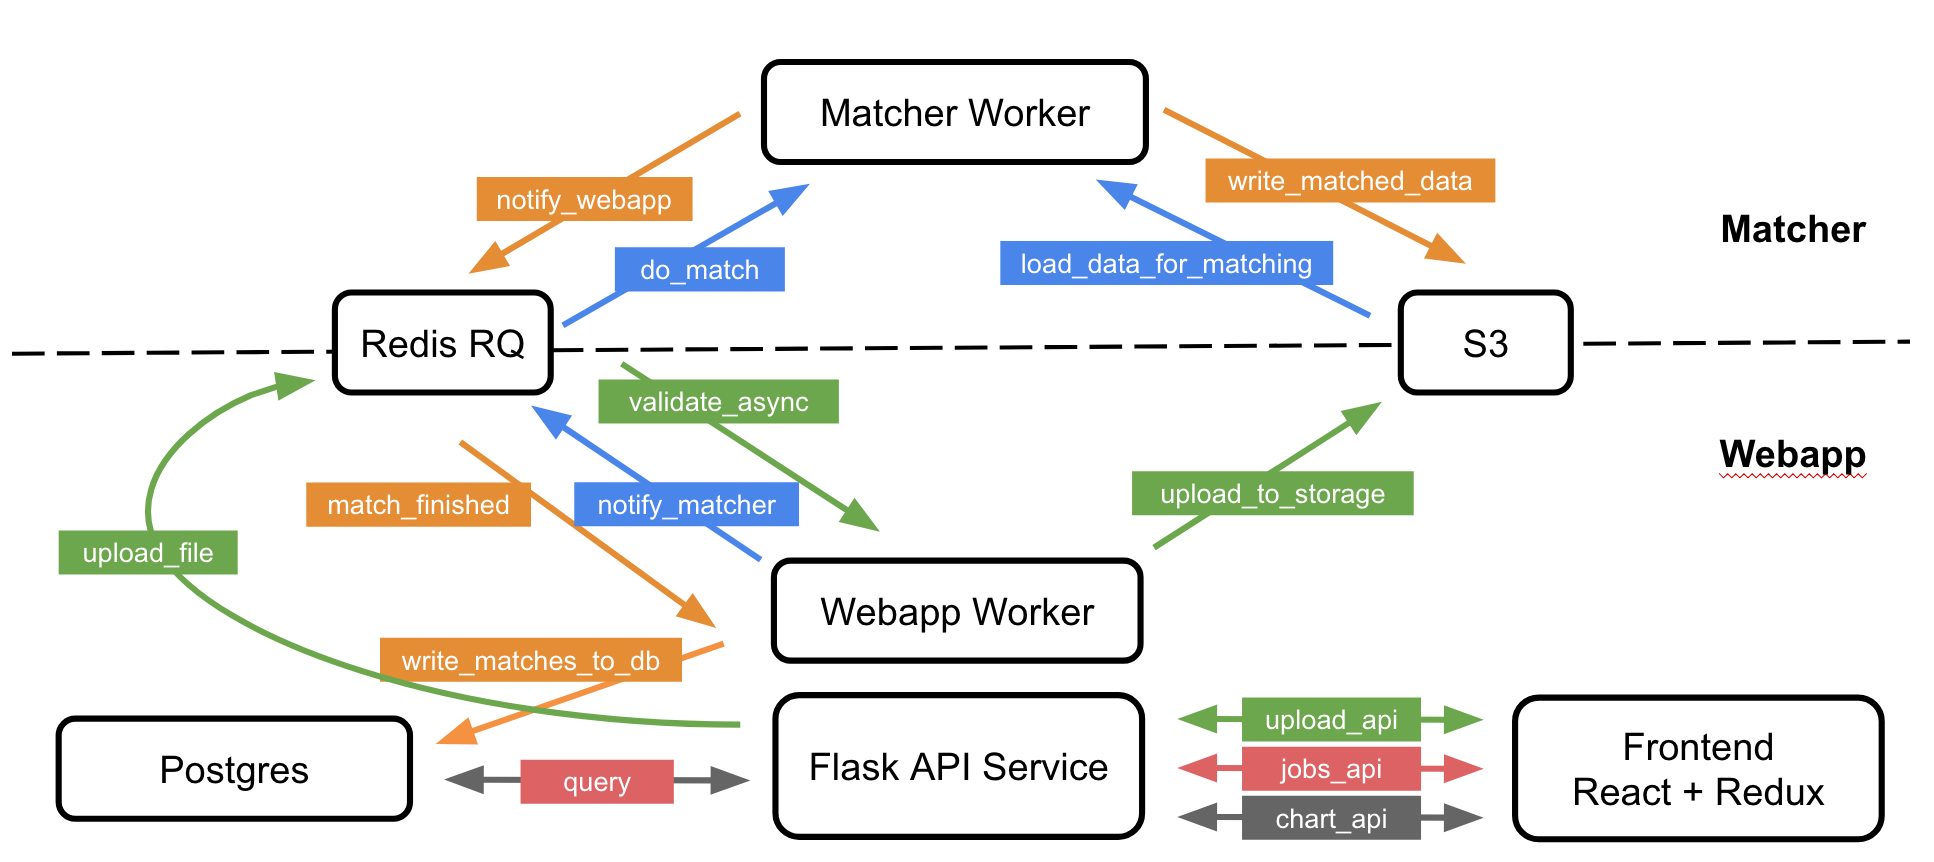 Matcher Worker
write_matched_data
notify_webapp
Matcher
do_match
load_data_for_matching
Redis RQ
S3
validate_async
Webapp
upload_to_storage
match_finished
notify_matcher
upload_file
Webapp Worker
write_matches_to_db
upload_api
Postgres
query
Flask API Service
jobs_api
chart_api
Frontend
React + Redux